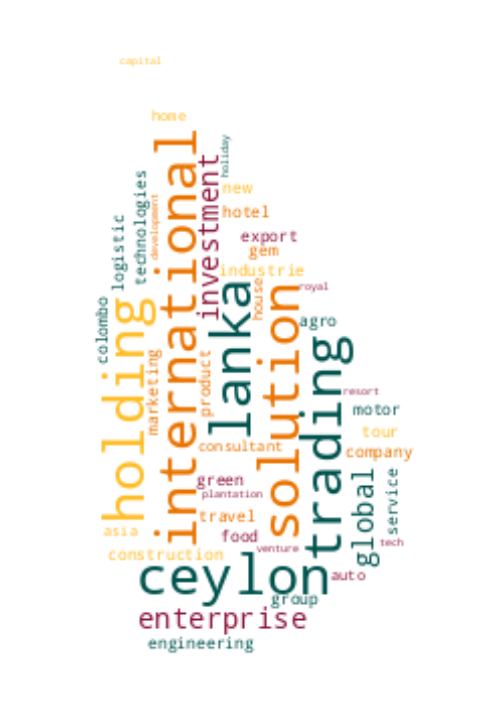 capital
home
holiday
international
investment
new
technologies
development
hotel
logistic
export
gem
industrie
house
royal
lanka
solution
colombo
holding
agro
trading
marketing
product
resort
motor
tour
consultant
company
green
plantation
global
service
travel
asia
food
tech
venture
construction
ceylon
auto
group
enterprise
engineering